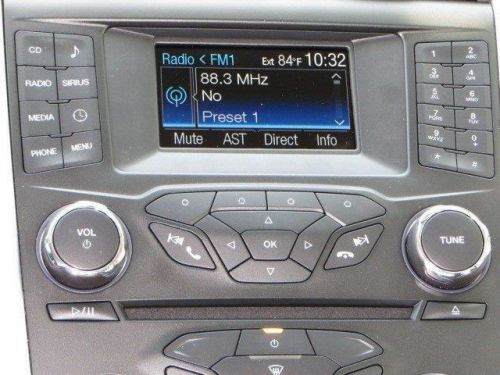 Radio < FM1 Ext 84°F 10:32
88.3 MHz
No
Preset 1
Mute AST Direct Info
CD
RADIO SIRIUS
MEDIA
PHONE MENU
1 2 ABC
3 DEF 4 GHI
5 JKL 6 MNO
7 PQRS 8 TUV
9 WXYZ 0 +
* #
VOL
OK
TUNE